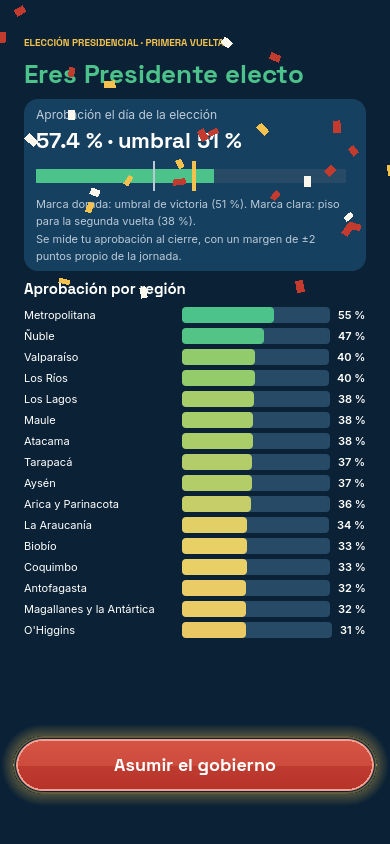 ELECCIÓN PRESIDENCIAL · PRIMERA VUELTA
Eres Presidente electo
Aprobación el día de la elección
57.4 % · umbral 51 %
Marca dorada: umbral de victoria (51 %). Marca clara: piso
para la segunda vuelta (38 %).
Se mide tu aprobación al cierre, con un margen de ±2
puntos propio de la jornada.
Aprobación por región
Metropolitana 55 %
Ñuble 47 %
Valparaíso 40 %
Los Ríos 40 %
Los Lagos 38 %
Maule 38 %
Atacama 38 %
Tarapacá 37 %
Aysén 37 %
Arica y Parinacota 36 %
La Araucanía 34 %
Biobío 33 %
Coquimbo 33 %
Antofagasta 32 %
Magallanes y la Antártica 32 %
O'Higgins 31 %
Asumir el gobierno